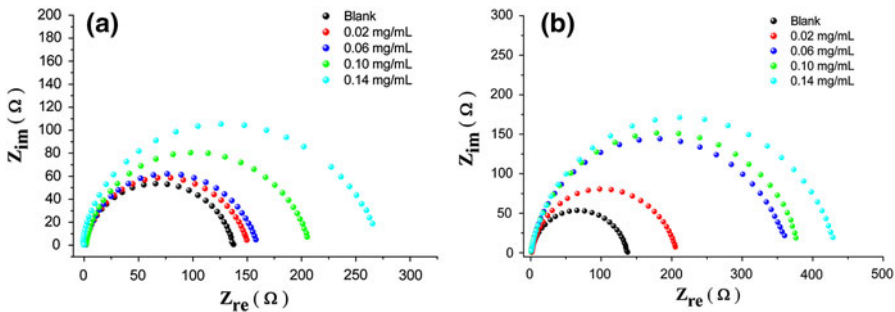 (a)
Blank
0.02 mg/mL
0.06 mg/mL
0.10 mg/mL
0.14 mg/mL
200
180
160
140
120
100
80
60
40
20
0
Zim (Ω)
0 50 100 150 200 250 300
Zre (Ω)
(b)
Blank
0.02 mg/mL
0.06 mg/mL
0.10 mg/mL
0.14 mg/mL
300
250
200
150
100
50
0
Zim (Ω)
0 100 200 300 400 500
Zre (Ω)